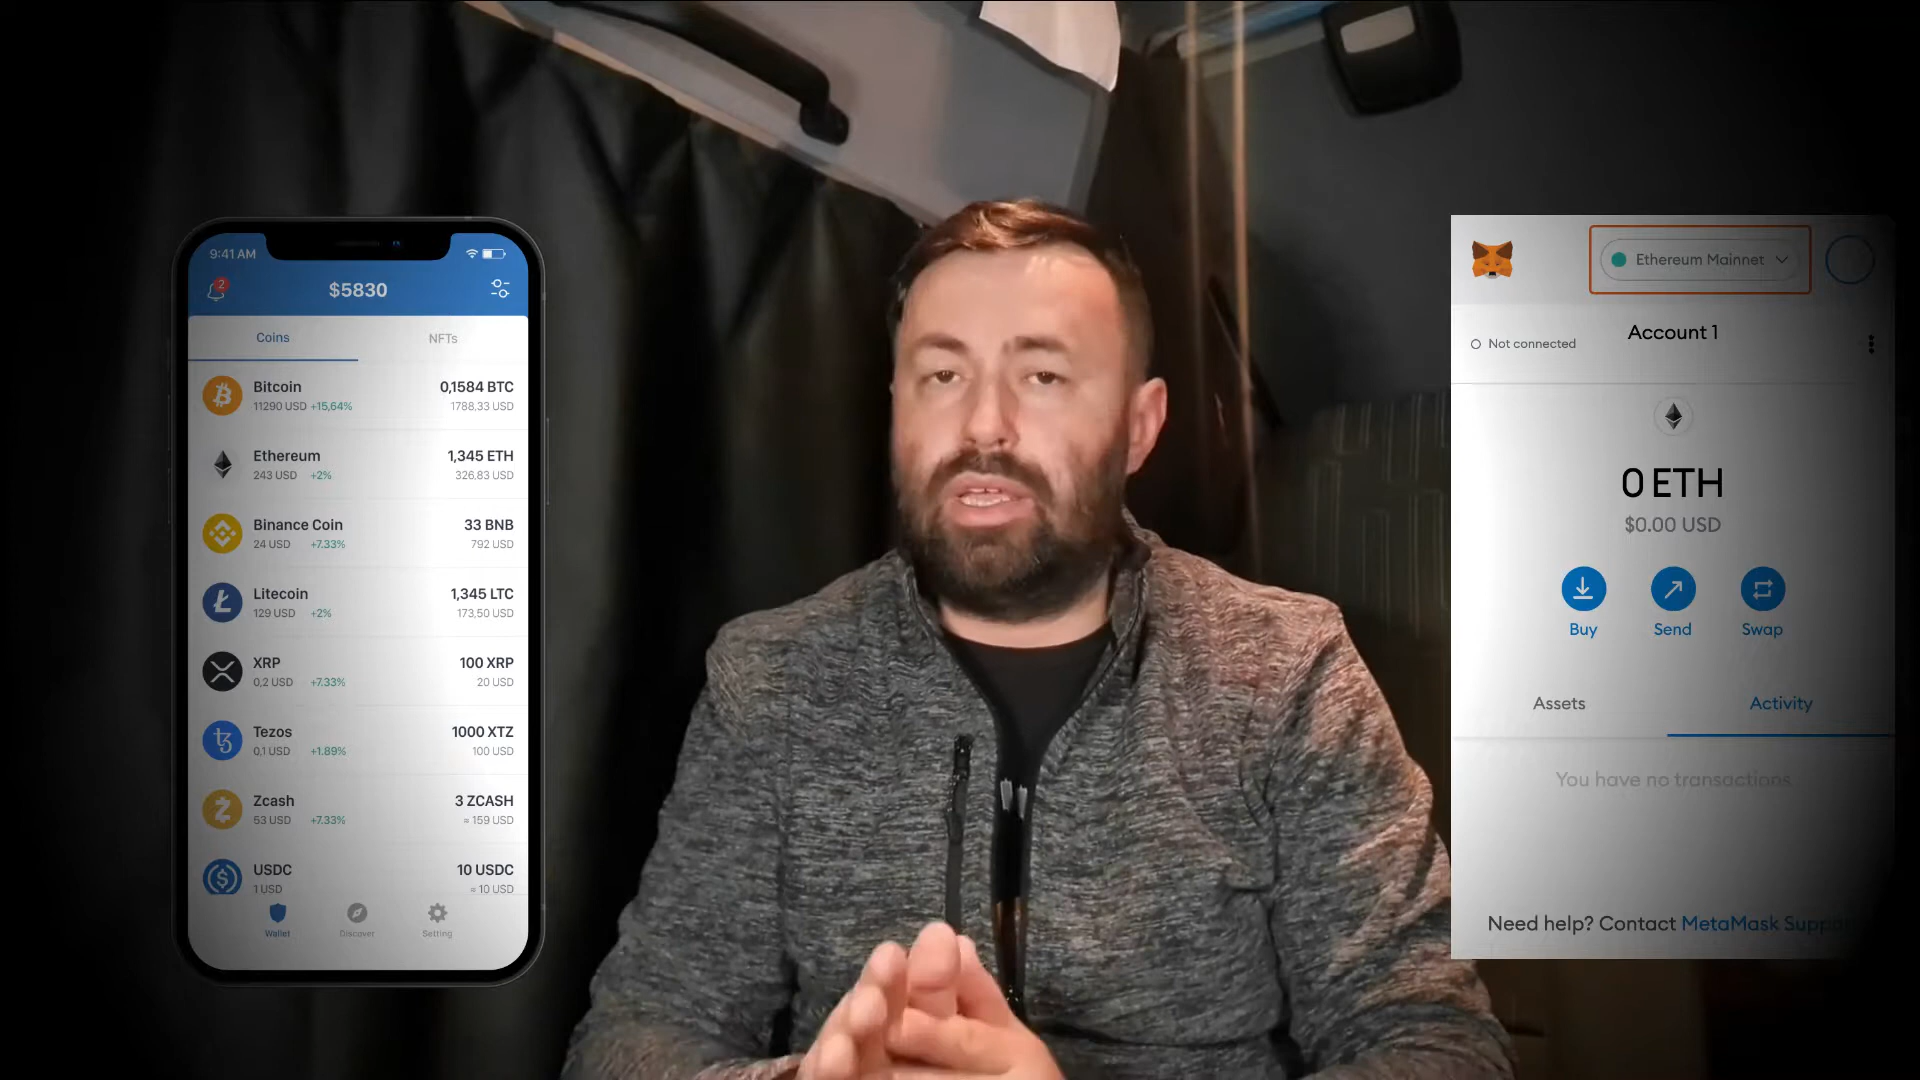 9:41 AM
2
$5830
Coins NFTs
Bitcoin 0,1584 BTC
11290 USD +15,64% 1788,33 USD
Ethereum 1,345 ETH
243 USD +2% 326,83 USD
Binance Coin 33 BNB
24 USD +7.33% 792 USD
Litecoin 1,345 LTC
129 USD +2% 173,50 USD
XRP 100 XRP
0,2 USD +7.33% 20 USD
Tezos 1000 XTZ
0,1 USD +1.89% 100 USD
Zcash 3 ZCASH
53 USD +7.33% ≈ 159 USD
USDC 10 USDC
1 USD ≈ 10 USD
Wallet Discover Setting
Ethereum Mainnet
Account 1
Not connected
0 ETH
$0.00 USD
Buy Send Swap
Assets Activity
You have no transactions
Need help? Contact MetaMask Support